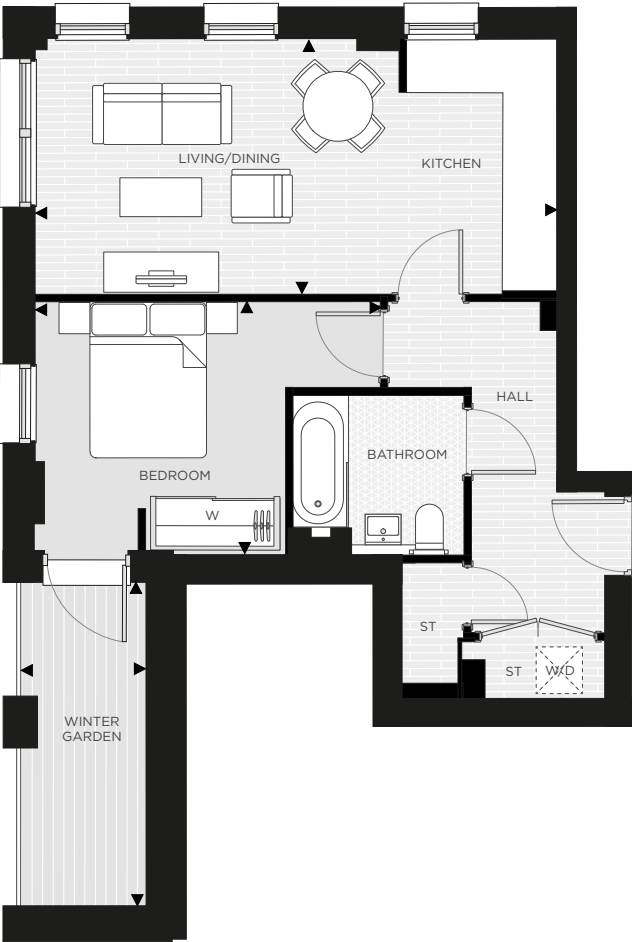 LIVING/DINING
KITCHEN
HALL
BATHROOM
BEDROOM
W
ST
ST
W/D
WINTER
GARDEN